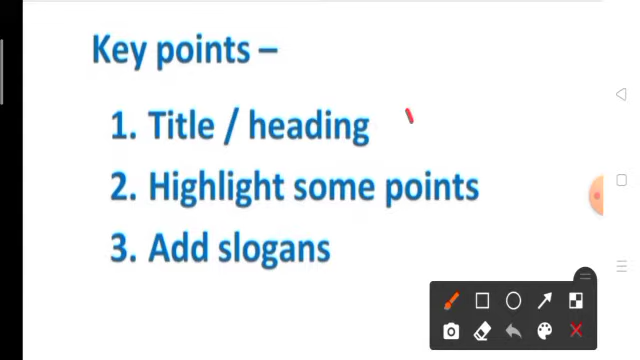 Key points –
1. Title / heading
2. Highlight some points
3. Add slogans